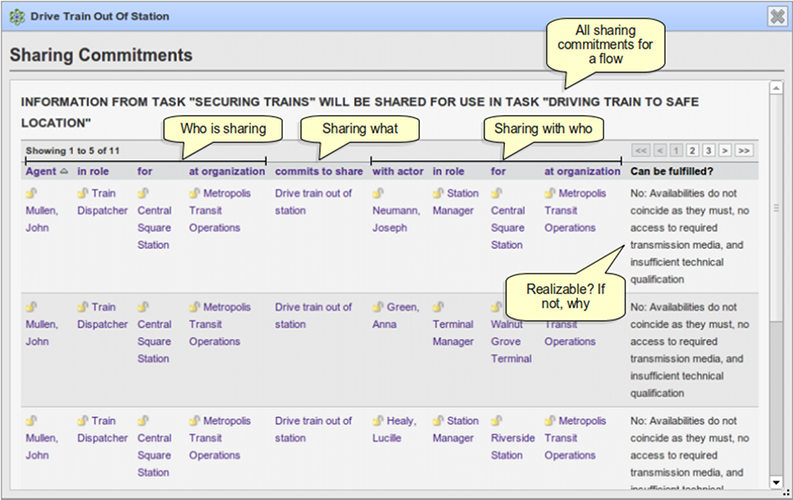 Drive Train Out Of Station
Sharing Commitments
All sharing
commitments for
a flow
INFORMATION FROM TASK "SECURING TRAINS" WILL BE SHARED FOR USE IN TASK "DRIVING TRAIN TO SAFE
LOCATION"
Who is sharing
Sharing what
Sharing with who
Showing 1 to 5 of 11
<< < 1 2 3 > >>
Agent in role for at organization commits to share with actor in role for at organization Can be fulfilled?
Train Metropolis Drive train out of Station Metropolis No: Availabilities do not
Mullen, Dispatcher Central Transit station Neumann, Manager Central Transit coincide as they must, no
John Square Operations Joseph Square Operations access to required
Station Station transmission media, and
insufficient technical
qualification
Realizable? If
not, why
Train Metropolis Drive train out of Green, No: Availabilities do not
Mullen, Dispatcher Central Transit station Anna Terminal Walnut Transit coincide as they must, no
John Square Operations Manager Grove Operations access to required
Station Terminal transmission media, and
insufficient technical
qualification
Train Metropolis Drive train out of Healy, Station Metropolis No: Availabilities do not
Mullen, Dispatcher Central Transit station Lucille Manager Riverside Transit coincide as they must, no
John Square Operations Station Operations access to required
Station transmission media, and
insufficient technical